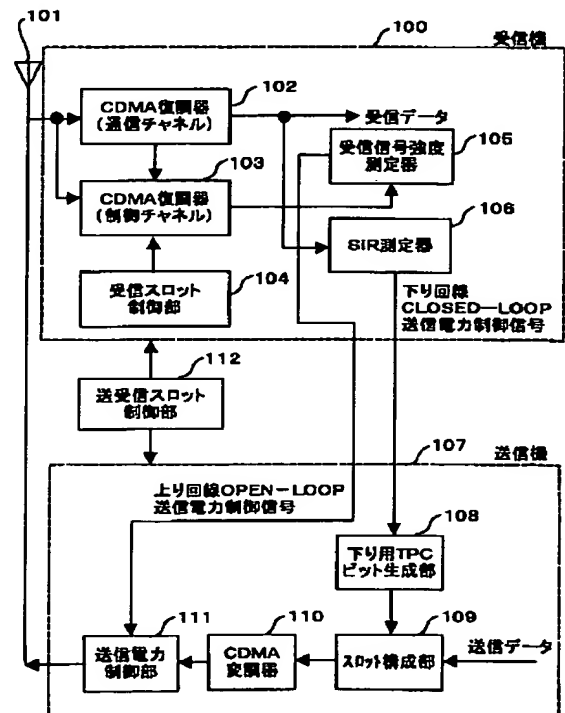 101
100
受信機
102
CDMA復調器
(通信チャネル)
受信データ
105
受信信号強度
測定器
103
CDMA復調器
(制御チャネル)
106
SIR測定器
104
受信スロット
制御部
下り回線
CLOSED-LOOP
送信電力制御信号
112
送受信スロット
制御部
107
送信機
上り回線OPEN-LOOP
送信電力制御信号
108
下り用TPC
ビット生成部
111
送信電力
制御部
110
CDMA
変調器
109
スロット構成部
送信データ